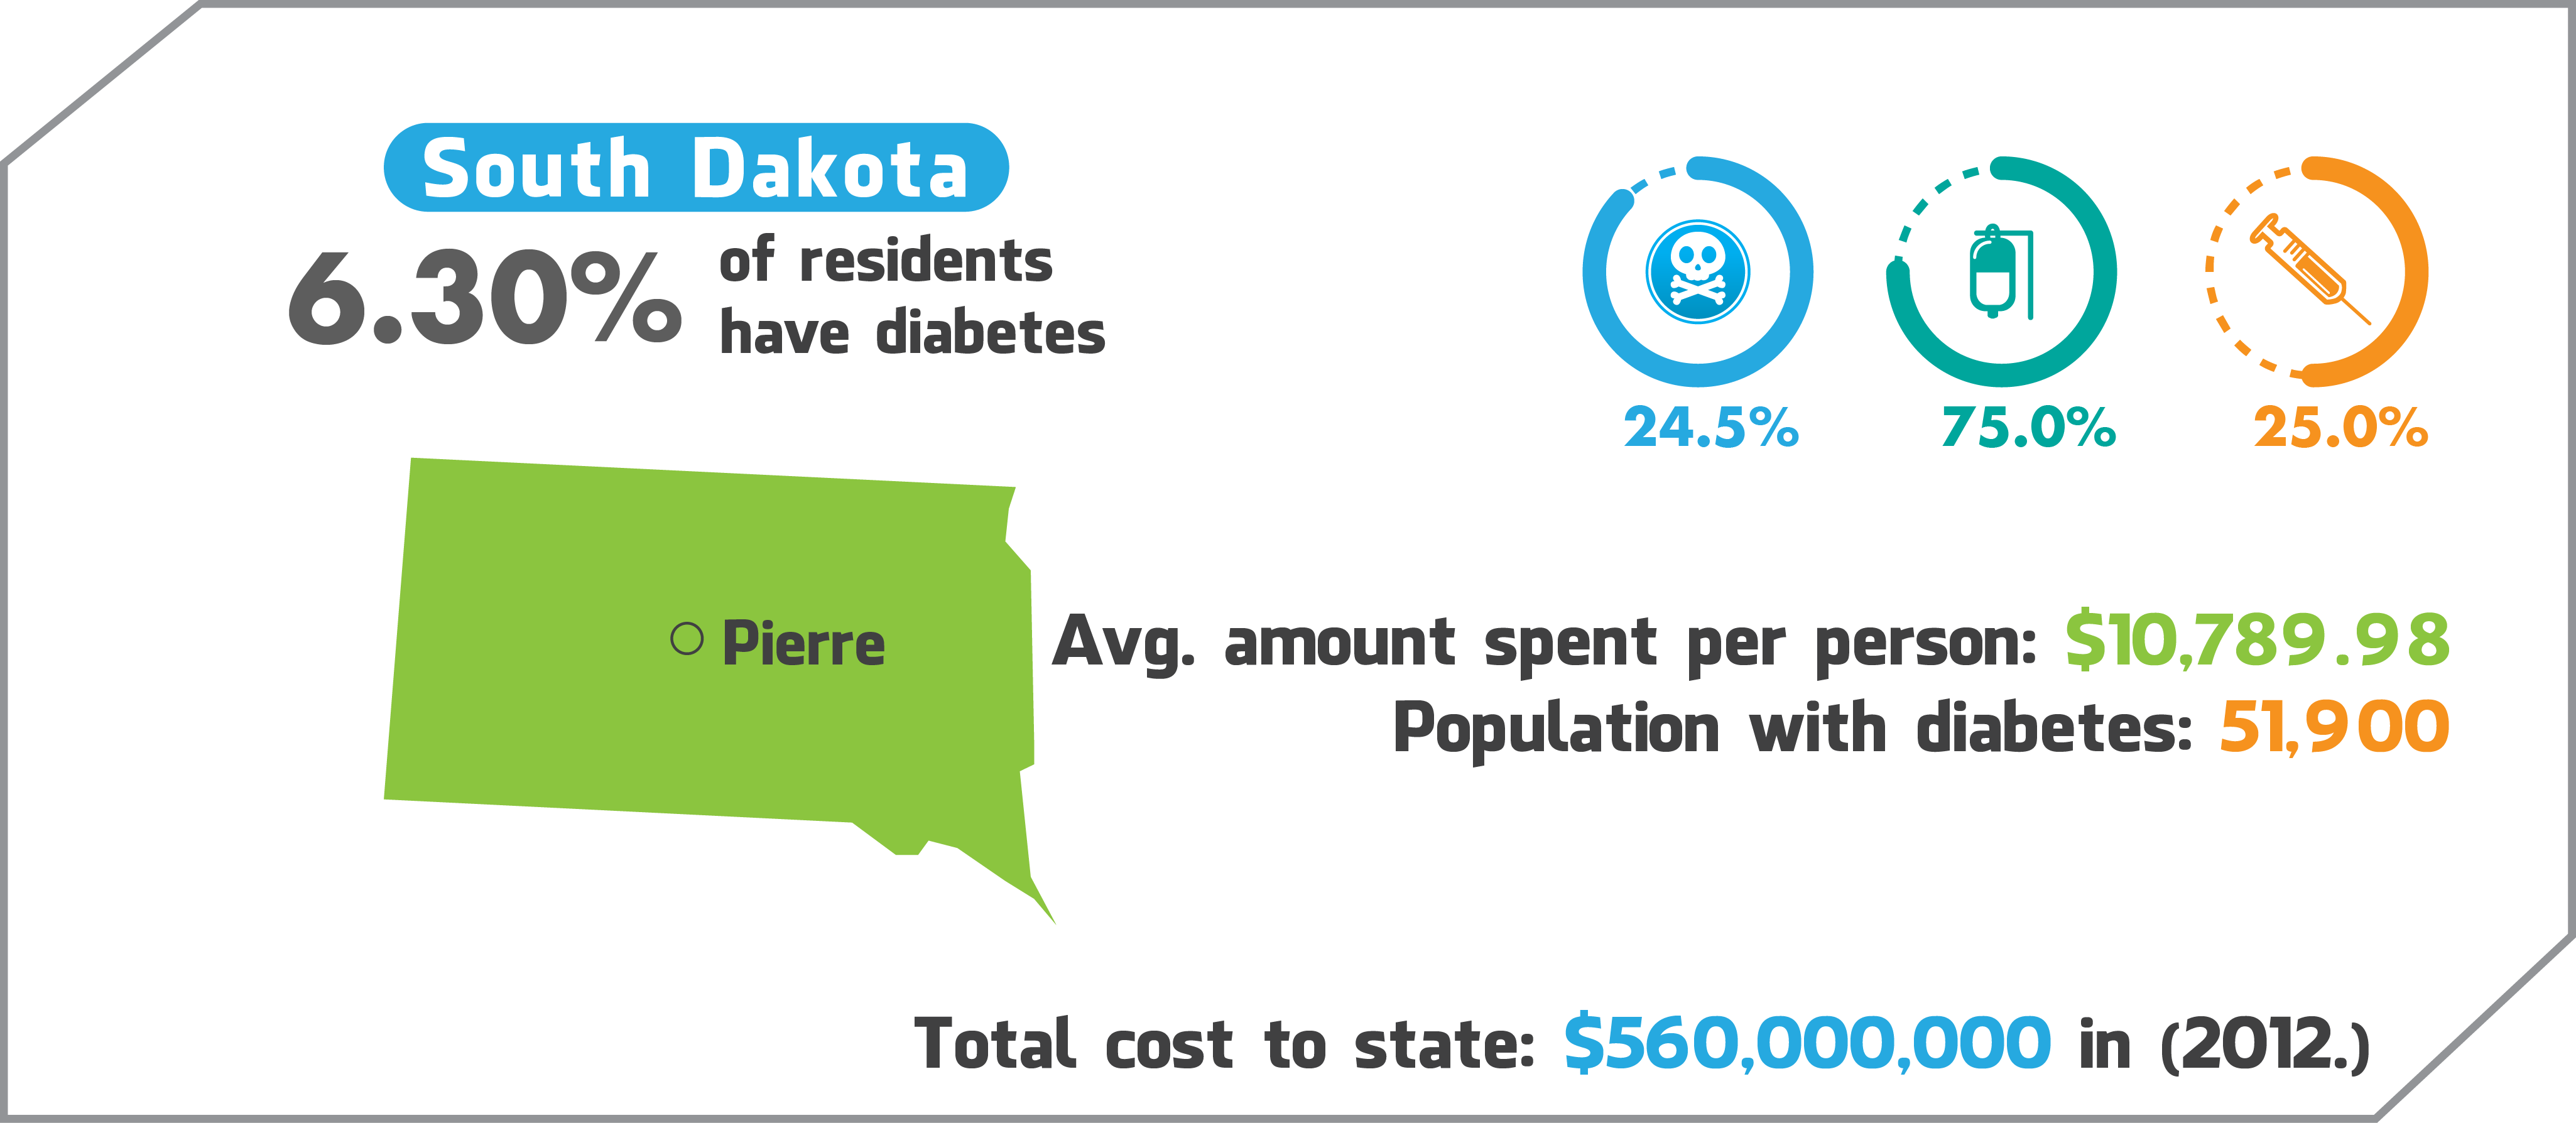 South Dakota
6.30%
of residents
have diabetes
24.5%
75.0%
25.0%
Pierre
Avg. amount spent per person: $10,789.98
Population with diabetes: 51,900
Total cost to state: $560,000,000 in (2012.)